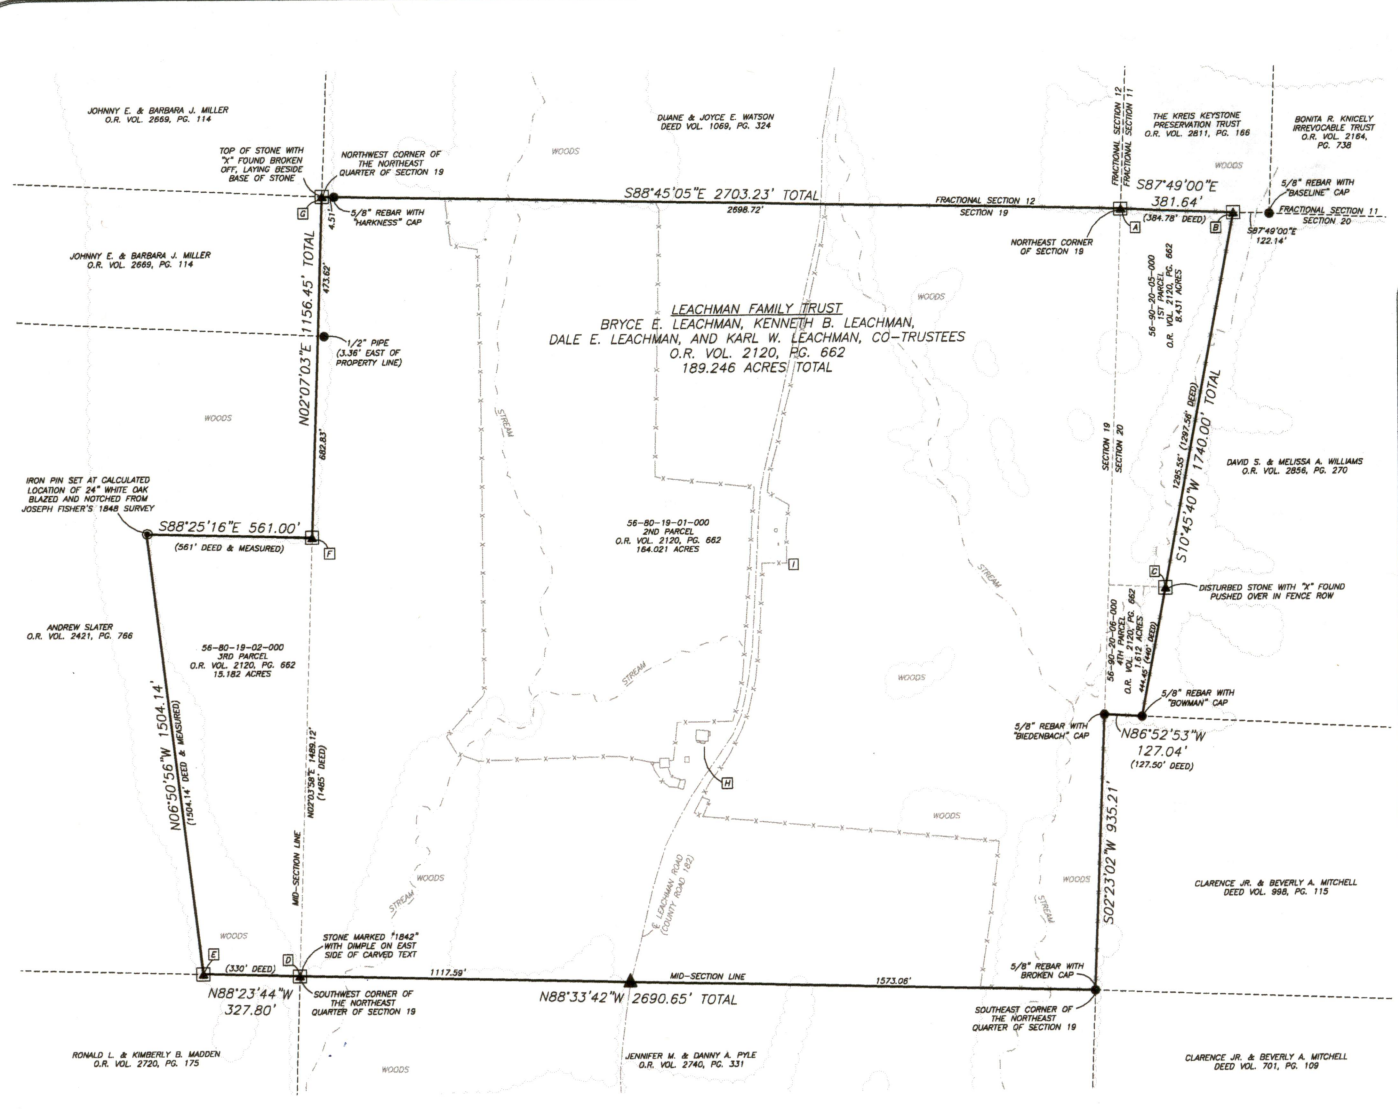 JOHNNY E. & BARBARA J. MILLER
O.R. VOL. 2669, PG. 114
DUANE & JOYCE E. WATSON
DEED VOL. 1069, PG. 324
FRACTIONAL SECTION 12
FRACTIONAL SECTION 11
THE KREIS KEYSTONE
PRESERVATION TRUST
O.R. VOL. 2811, PG. 166
BONITA R. KNICELY
IRREVOCABLE TRUST
O.R. VOL. 2164,
PG. 738
WOODS
WOODS
TOP OF STONE WITH
"X" FOUND BROKEN
OFF, LAYING BESIDE
BASE OF STONE
NORTHWEST CORNER OF
THE NORTHEAST
QUARTER OF SECTION 19
G
4.51'
5/8" REBAR WITH
"HARKNESS" CAP
S88°45'05"E 2703.23' TOTAL
2698.72'
FRACTIONAL SECTION 12
SECTION 19
S87°49'00"E
381.64'
(384.78' DEED)
5/8" REBAR WITH
"BASELINE" CAP
FRACTIONAL SECTION 11
SECTION 20
S87°49'00"E
122.14'
A
B
NORTHEAST CORNER
OF SECTION 19
JOHNNY E. & BARBARA J. MILLER
O.R. VOL. 2669, PG. 114
N02°07'03"E 1156.45' TOTAL
473.62'
682.83'
1/2" PIPE
(3.36' EAST OF
PROPERTY LINE)
WOODS
LEACHMAN FAMILY TRUST
BRYCE E. LEACHMAN, KENNETH B. LEACHMAN,
DALE E. LEACHMAN, AND KARL W. LEACHMAN, CO-TRUSTEES
O.R. VOL. 2120, PG. 662
189.246 ACRES TOTAL
56-90-20-05-000
1ST PARCEL
O.R. VOL. 2120, PG. 662
8.431 ACRES
WOODS
STREAM
SECTION 19
SECTION 20
1295.55' (1297.56' DEED)
S10°45'40"W 1740.00' TOTAL
DAVID S. & MELISSA A. WILLIAMS
O.R. VOL. 2856, PG. 270
IRON PIN SET AT CALCULATED
LOCATION OF 24" WHITE OAK
BLAZED AND NOTCHED FROM
JOSEPH FISHER'S 1848 SURVEY
S88°25'16"E 561.00'
(561' DEED & MEASURED)
F
56-80-19-01-000
2ND PARCEL
O.R. VOL. 2120, PG. 662
164.021 ACRES
I
STREAM
C
DISTURBED STONE WITH "X" FOUND
PUSHED OVER IN FENCE ROW
ANDREW SLATER
O.R. VOL. 2421, PG. 766
56-80-19-02-000
3RD PARCEL
O.R. VOL. 2120, PG. 662
15.182 ACRES
STREAM
WOODS
56-90-20-06-000
4TH PARCEL
O.R. VOL. 2120, PG. 662
1.612 ACRES
444.45' (440' DEED)
5/8" REBAR WITH
"BOWMAN" CAP
5/8" REBAR WITH
"BIEDENBACH" CAP
N86°52'53"W
127.04'
(127.50' DEED)
N06°50'56"W 1504.14'
(1504.14' DEED & MEASURED)
N02°03'58"E 1489.12'
(1485' DEED)
MID-SECTION LINE
H
WOODS
S02°23'02"W 935.21'
WOODS
STREAM
WOODS
STREAM
℄ LEACHMAN ROAD
(COUNTY ROAD 182)
CLARENCE JR. & BEVERLY A. MITCHELL
DEED VOL. 998, PG. 115
WOODS
E
(330' DEED)
D
STONE MARKED "1842"
WITH DIMPLE ON EAST
SIDE OF CARVED TEXT
1117.59'
MID-SECTION LINE
1573.06'
5/8" REBAR WITH
BROKEN CAP
N88°23'44"W
327.80'
SOUTHWEST CORNER OF
THE NORTHEAST
QUARTER OF SECTION 19
N88°33'42"W 2690.65' TOTAL
SOUTHEAST CORNER OF
THE NORTHEAST
QUARTER OF SECTION 19
RONALD L. & KIMBERLY B. MADDEN
O.R. VOL. 2720, PG. 175
WOODS
JENNIFER M. & DANNY A. PYLE
O.R. VOL. 2740, PG. 331
CLARENCE JR. & BEVERLY A. MITCHELL
DEED VOL. 701, PG. 109